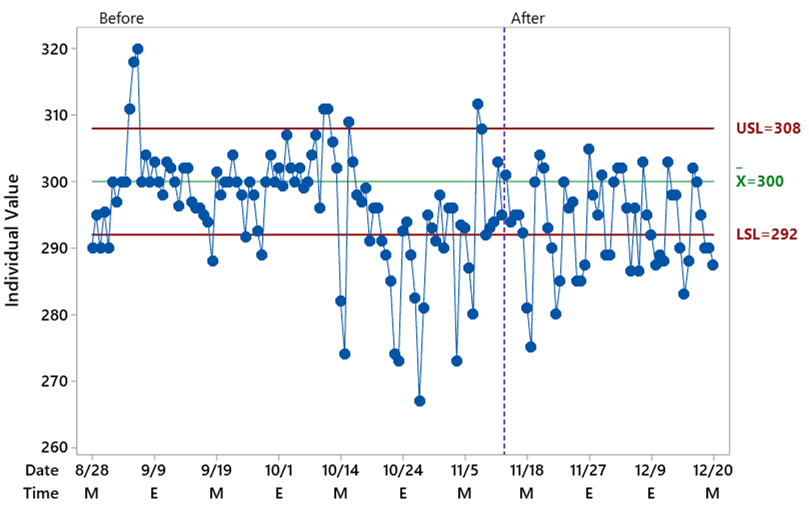 Before After
320
310
300
290
280
270
260
Individual Value
USL=308
X̅=300
LSL=292
Date 8/28 9/9 9/19 10/1 10/14 10/24 11/5 11/18 11/27 12/9 12/20
Time M E M E M E M M E E M